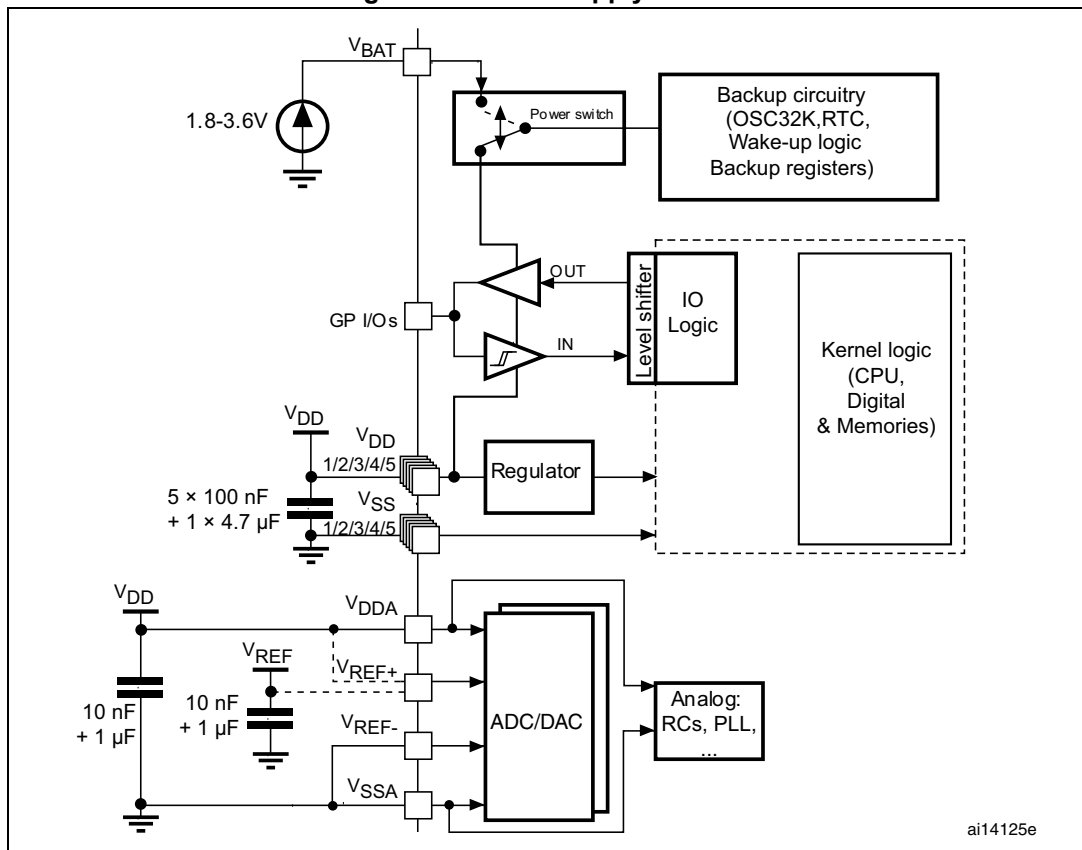 V_BAT
1.8-3.6V
Power switch
Backup circuitry
(OSC32K,RTC,
Wake-up logic
Backup registers)
OUT
GP I/Os
IN
Level shifter
IO
Logic
Kernel logic
(CPU,
Digital
& Memories)
V_DD
V_DD
1/2/3/4/5
Regulator
5 × 100 nF
+ 1 × 4.7 µF
V_SS
1/2/3/4/5
V_DD
V_DDA
V_REF
V_REF+
10 nF
+ 1 µF
10 nF
+ 1 µF
V_REF-
V_SSA
ADC/DAC
Analog:
RCs, PLL,
...
ai14125e